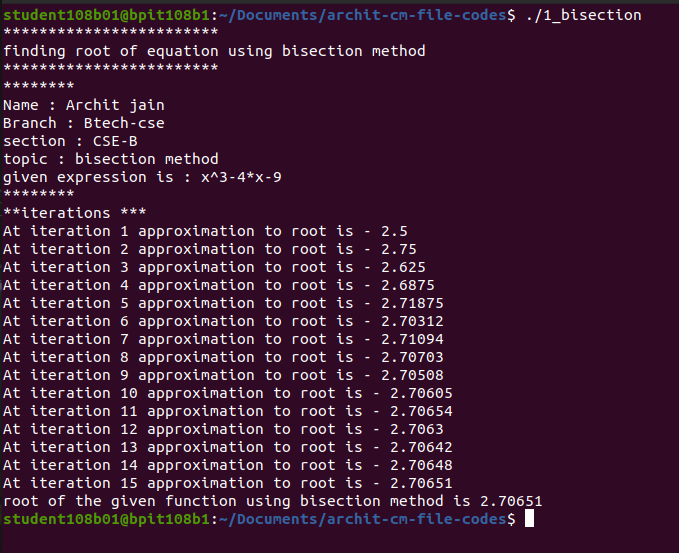 student108b01@bpit108b1:~/Documents/archit-cm-file-codes$ ./1_bisection
************************
finding root of equation using bisection method
************************
********
Name : Archit jain
Branch : Btech-cse
section : CSE-B
topic : bisection method
given expression is : x^3-4*x-9
********
**iterations ***
At iteration 1 approximation to root is - 2.5
At iteration 2 approximation to root is - 2.75
At iteration 3 approximation to root is - 2.625
At iteration 4 approximation to root is - 2.6875
At iteration 5 approximation to root is - 2.71875
At iteration 6 approximation to root is - 2.70312
At iteration 7 approximation to root is - 2.71094
At iteration 8 approximation to root is - 2.70703
At iteration 9 approximation to root is - 2.70508
At iteration 10 approximation to root is - 2.70605
At iteration 11 approximation to root is - 2.70654
At iteration 12 approximation to root is - 2.7063
At iteration 13 approximation to root is - 2.70642
At iteration 14 approximation to root is - 2.70648
At iteration 15 approximation to root is - 2.70651
root of the given function using bisection method is 2.70651
student108b01@bpit108b1:~/Documents/archit-cm-file-codes$